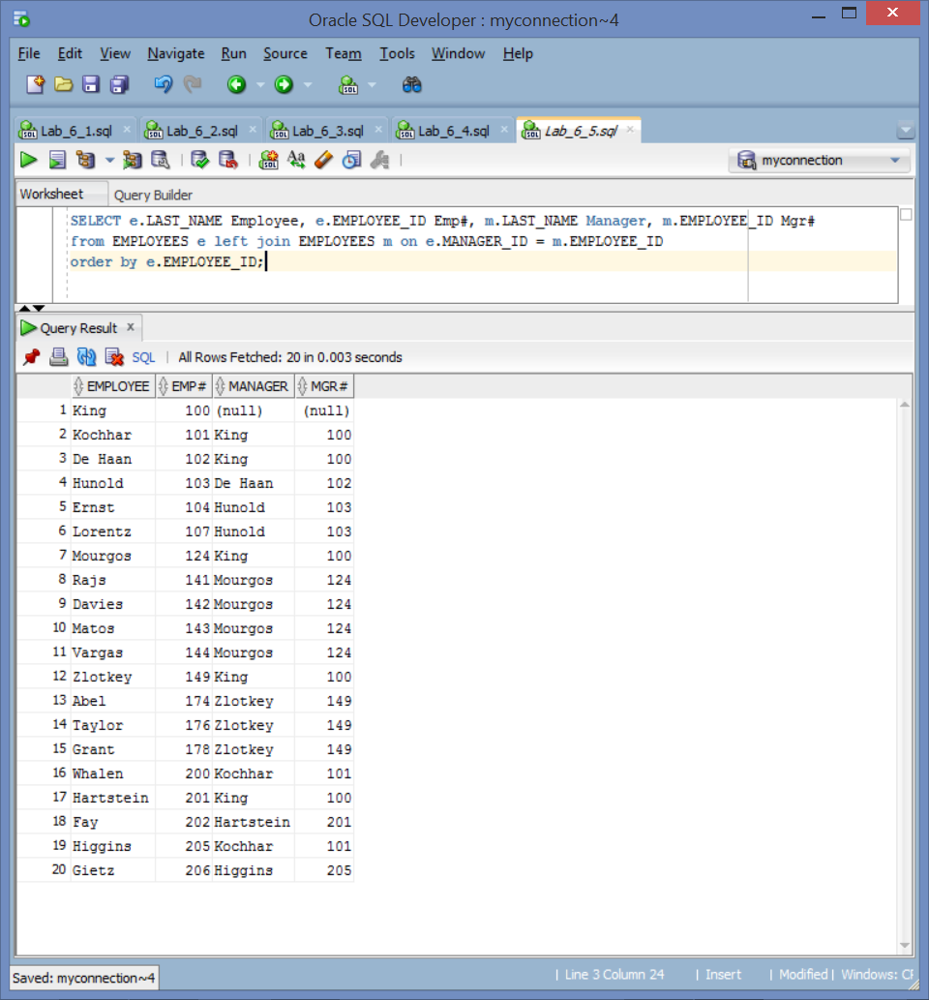 Oracle SQL Developer : myconnection~4
File Edit View Navigate Run Source Team Tools Window Help
Lab_6_1.sql × Lab_6_2.sql × Lab_6_3.sql × Lab_6_4.sql × Lab_6_5.sql ×
myconnection
Worksheet Query Builder
SELECT e.LAST_NAME Employee, e.EMPLOYEE_ID Emp#, m.LAST_NAME Manager, m.EMPLOYEE_ID Mgr#
from EMPLOYEES e left join EMPLOYEES m on e.MANAGER_ID = m.EMPLOYEE_ID
order by e.EMPLOYEE_ID;
Query Result ×
SQL | All Rows Fetched: 20 in 0.003 seconds
EMPLOYEE EMP# MANAGER MGR#
1 King 100 (null) (null)
2 Kochhar 101 King 100
3 De Haan 102 King 100
4 Hunold 103 De Haan 102
5 Ernst 104 Hunold 103
6 Lorentz 107 Hunold 103
7 Mourgos 124 King 100
8 Rajs 141 Mourgos 124
9 Davies 142 Mourgos 124
10 Matos 143 Mourgos 124
11 Vargas 144 Mourgos 124
12 Zlotkey 149 King 100
13 Abel 174 Zlotkey 149
14 Taylor 176 Zlotkey 149
15 Grant 178 Zlotkey 149
16 Whalen 200 Kochhar 101
17 Hartstein 201 King 100
18 Fay 202 Hartstein 201
19 Higgins 205 Kochhar 101
20 Gietz 206 Higgins 205
Saved: myconnection~4 | Line 3 Column 24 | Insert | Modified | Windows: